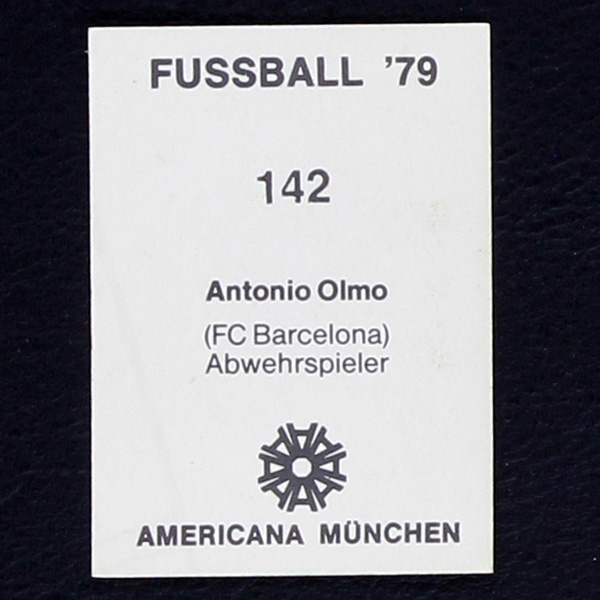 FUSSBALL ’79
142
Antonio Olmo
(FC Barcelona)
Abwehrspieler
AMERICANA MÜNCHEN